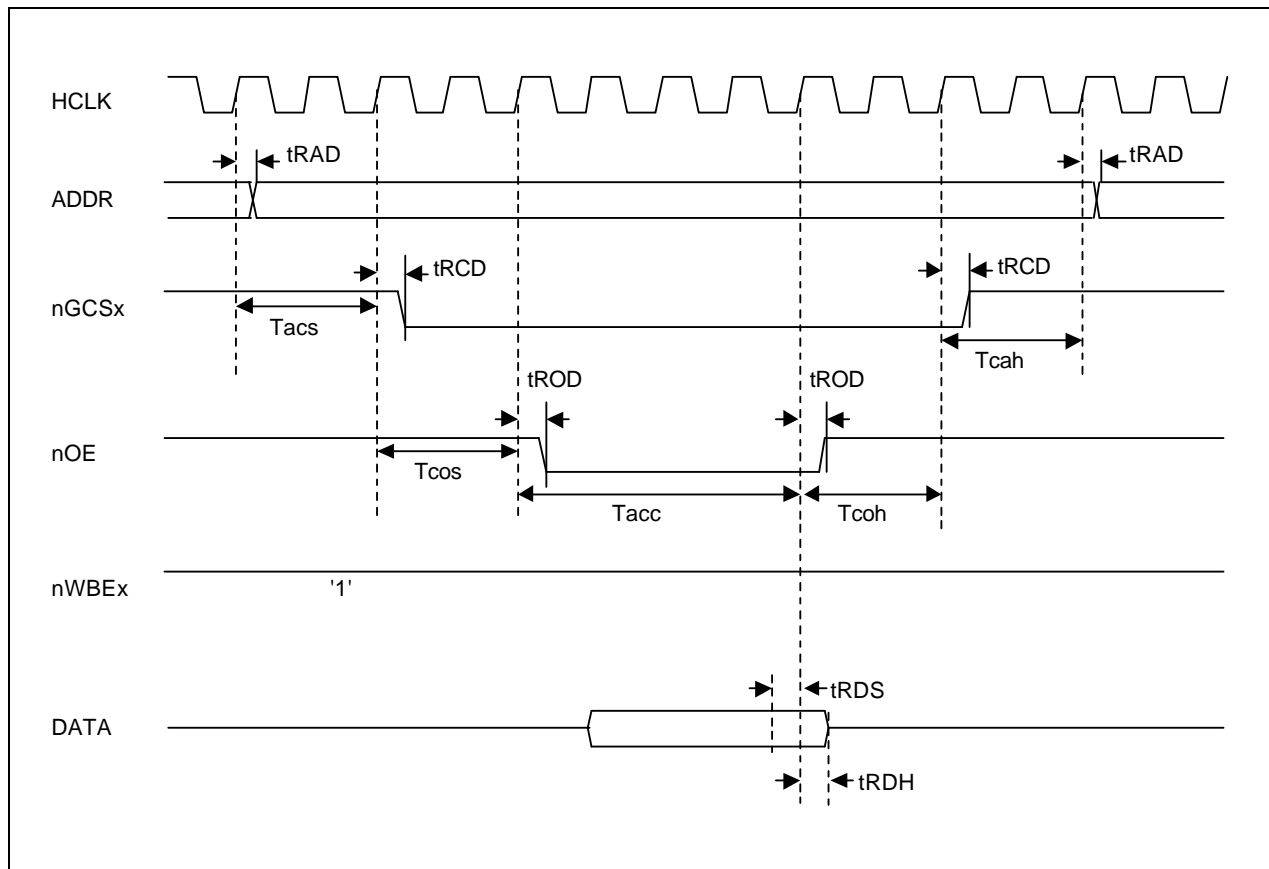 HCLK
tRAD
tRAD
ADDR
tRCD
tRCD
nGCSx
Tacs
Tcah
tROD
tROD
nOE
Tcos
Tacc
Tcoh
nWBEx
'1'
tRDS
DATA
tRDH